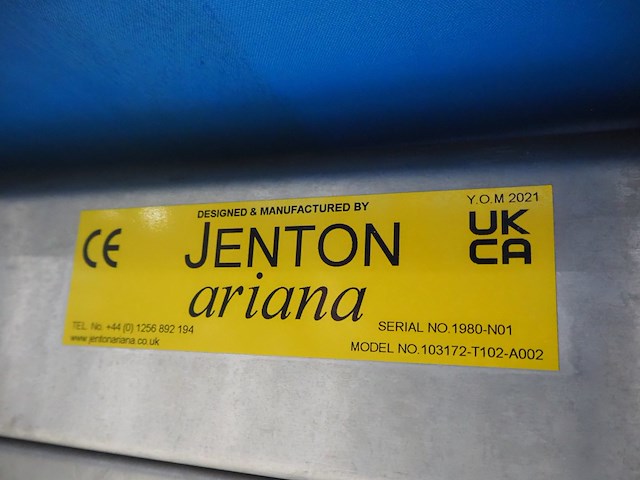 DESIGNED & MANUFACTURED BY
Y.O.M 2021
CE
JENTON
UK
CA
ariana
TEL. No. +44 (0) 1256 892 194
SERIAL NO.1980-N01
www.jentonariana.co.uk
MODEL NO.103172-T102-A002